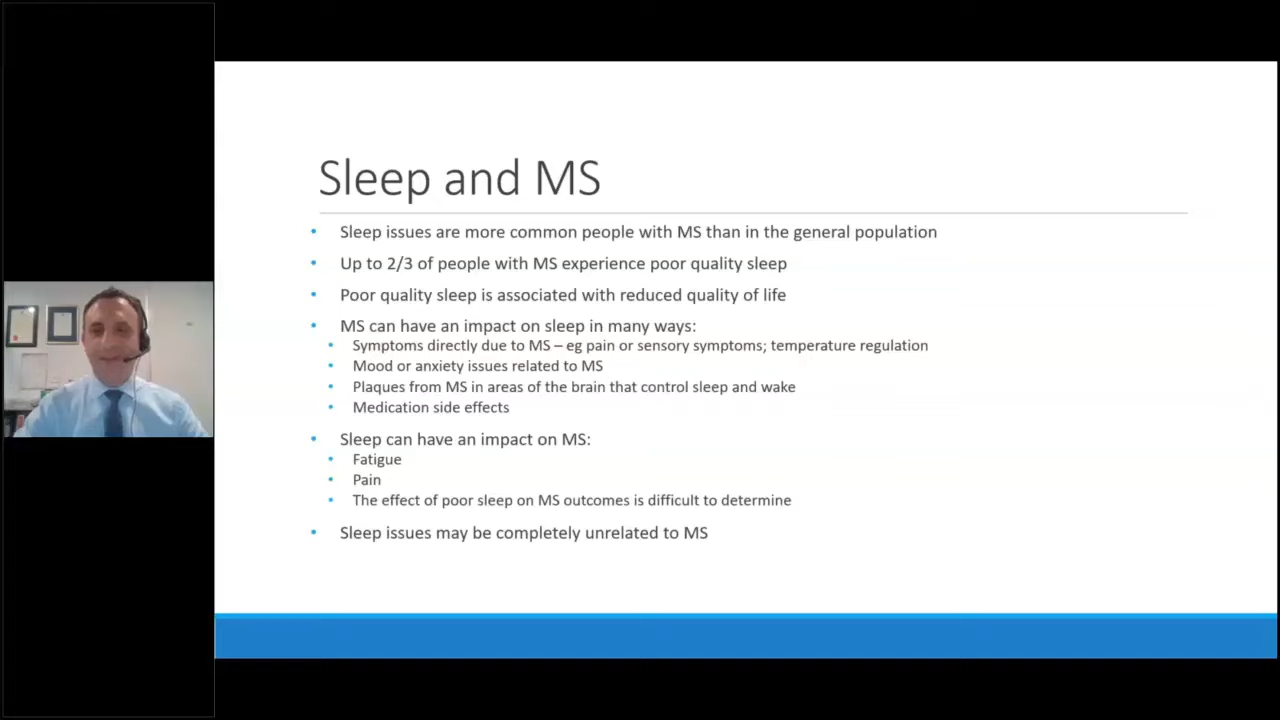 Sleep and MS
• Sleep issues are more common people with MS than in the general population
• Up to 2/3 of people with MS experience poor quality sleep
• Poor quality sleep is associated with reduced quality of life
• MS can have an impact on sleep in many ways:
• Symptoms directly due to MS – eg pain or sensory symptoms; temperature regulation
• Mood or anxiety issues related to MS
• Plaques from MS in areas of the brain that control sleep and wake
• Medication side effects
• Sleep can have an impact on MS:
• Fatigue
• Pain
• The effect of poor sleep on MS outcomes is difficult to determine
• Sleep issues may be completely unrelated to MS